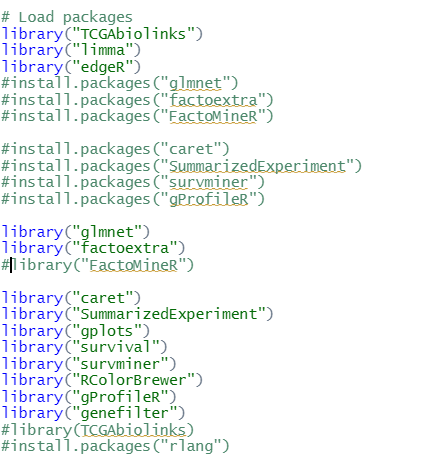 # Load packages
library("TCGAbiolinks")
library("limma")
library("edgeR")
#install.packages("glmnet")
#install.packages("factoextra")
#install.packages("FactoMineR")
#install.packages("caret")
#install.packages("SummarizedExperiment")
#install.packages("survminer")
#install.packages("gProfileR")
library("glmnet")
library("factoextra")
#library("FactoMineR")
library("caret")
library("SummarizedExperiment")
library("gplots")
library("survival")
library("survminer")
library("RColorBrewer")
library("gProfileR")
library("genefilter")
#library(TCGAbiolinks)
#install.packages("rlang")